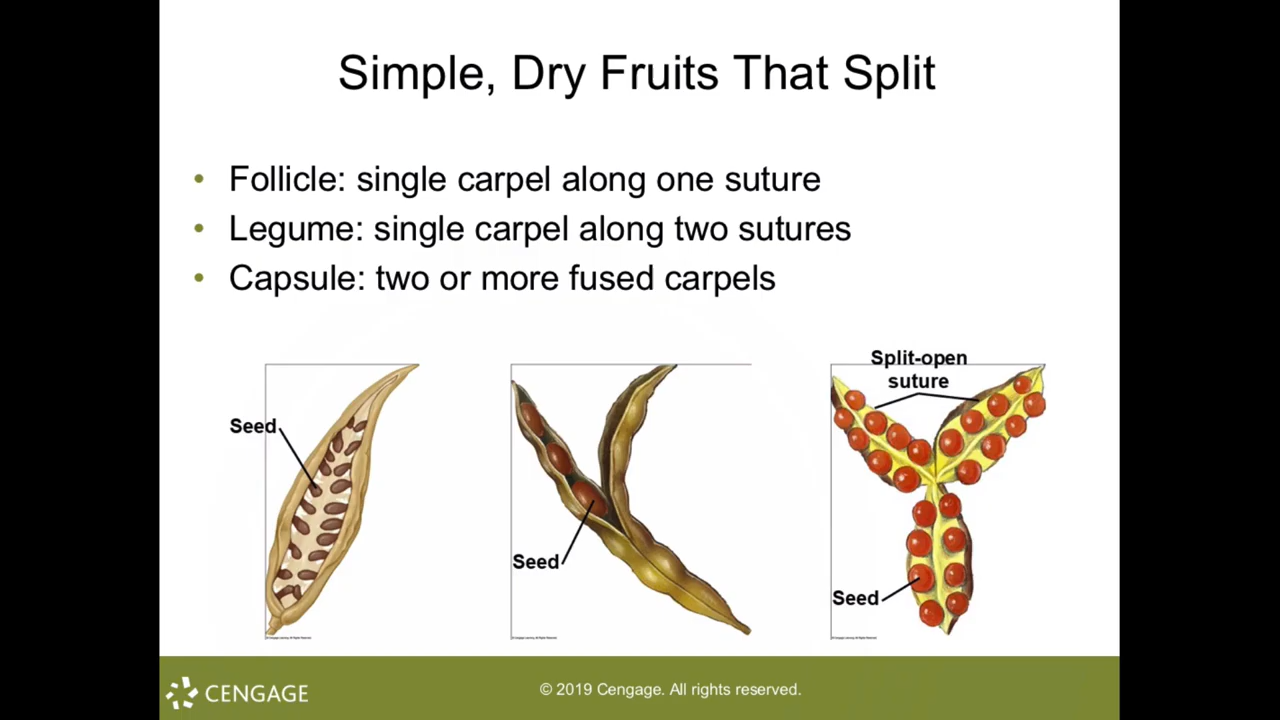 Simple, Dry Fruits That Split
• Follicle: single carpel along one suture
• Legume: single carpel along two sutures
• Capsule: two or more fused carpels
Split-open
suture
Seed
Seed
Seed
CENGAGE
© 2019 Cengage. All rights reserved.